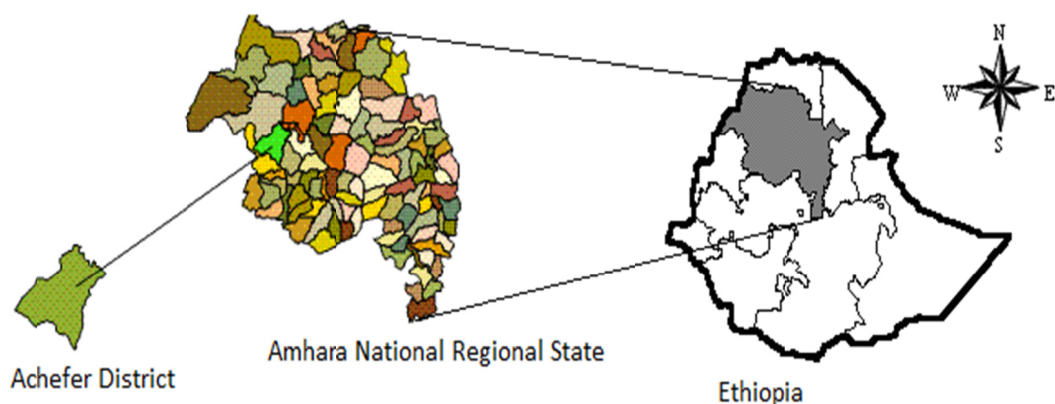 N
W E
S
Amhara National Regional State
Achefer District
Ethiopia